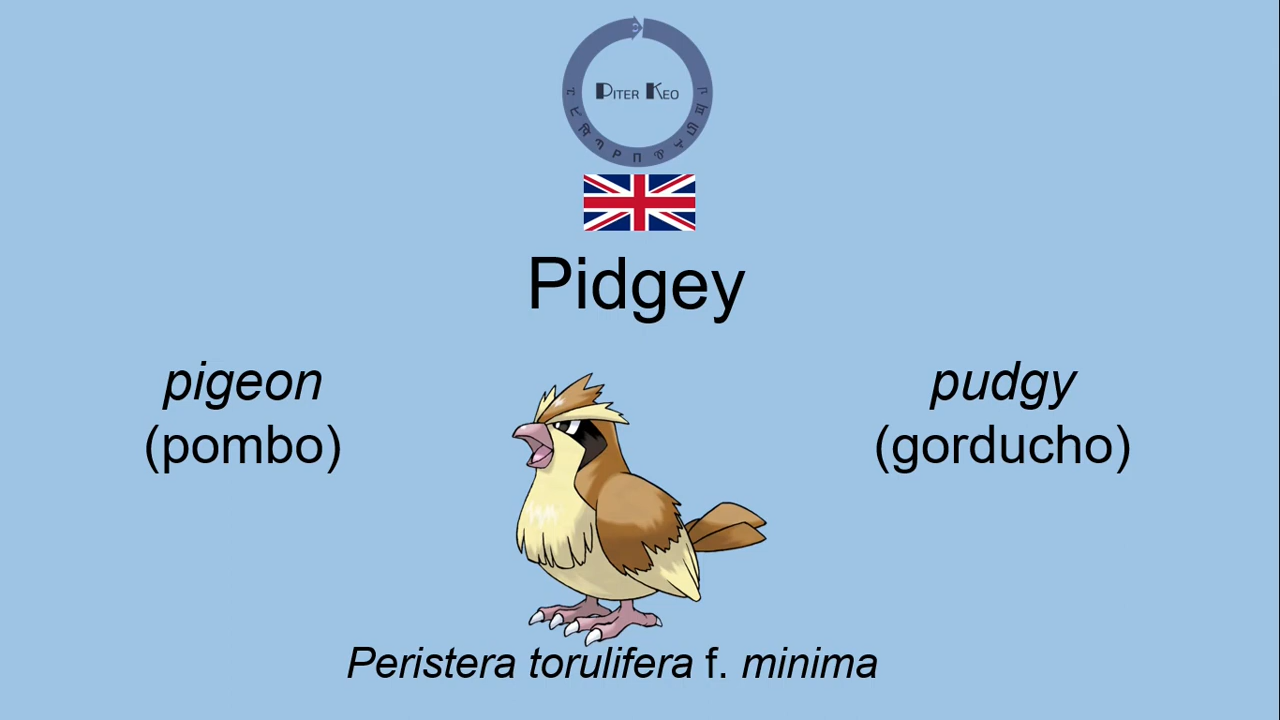 PITER KEO
Pidgey
pigeon
(pombo)
pudgy
(gorducho)
Peristera torulifera f. minima